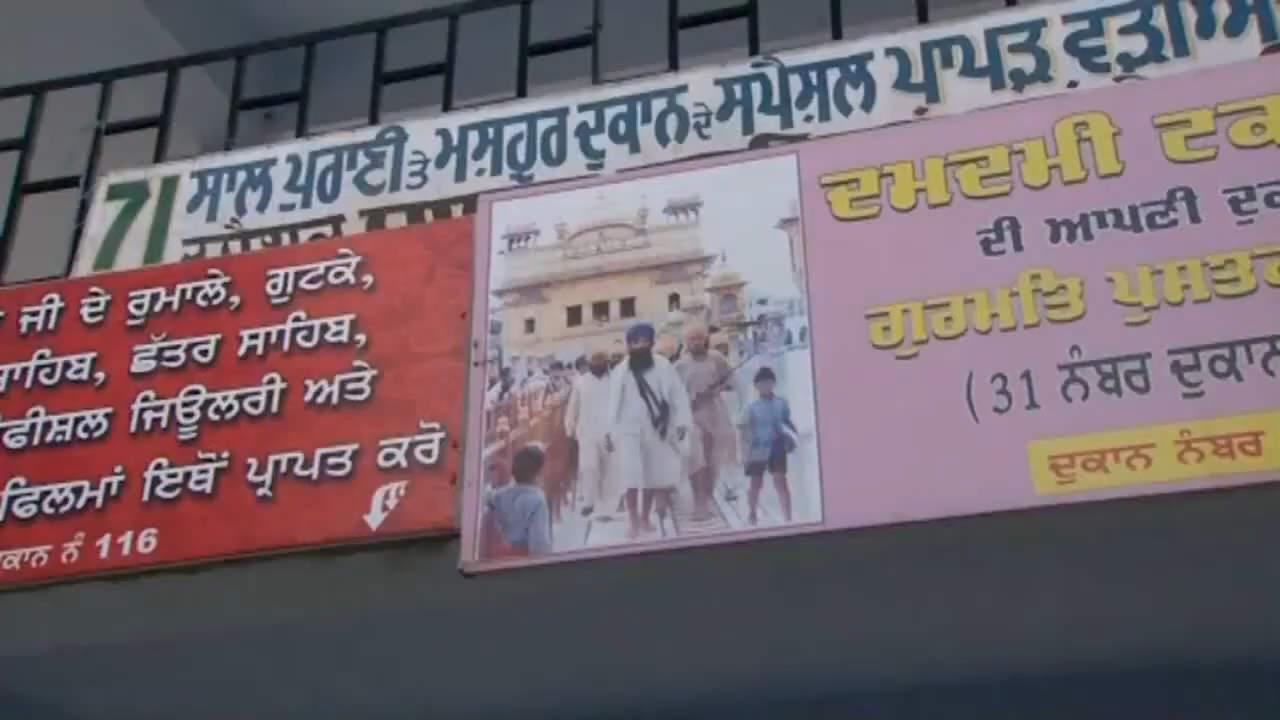 71 ਸਾਲ ਪੁਰਾਣੀ ਤੇ ਮਸ਼ਹੂਰ ਦੁਕਾਨ ਦੇ ਸਪੈਸ਼ਲ ਪਾਪੜ ਵੜੀਆਂ
ਜੀ ਦੇ ਰੁਮਾਲੇ, ਗੁਟਕੇ,
ਸਾਹਿਬ, ਛੱਤਰ ਸਾਹਿਬ,
ਜਿਊਲਰੀ ਅਤੇ
ਫਿਲਮਾਂ ਇਥੋਂ ਪ੍ਰਾਪਤ ਕਰੋ
ਨੰ 116
ਦਮਦਮੀ
ਦੀ ਆਪਣੀ
ਗੁਰਮਤਿ
(31 ਨੰਬਰ ਦੁਕਾਨ
ਦੁਕਾਨ ਨੰਬਰ